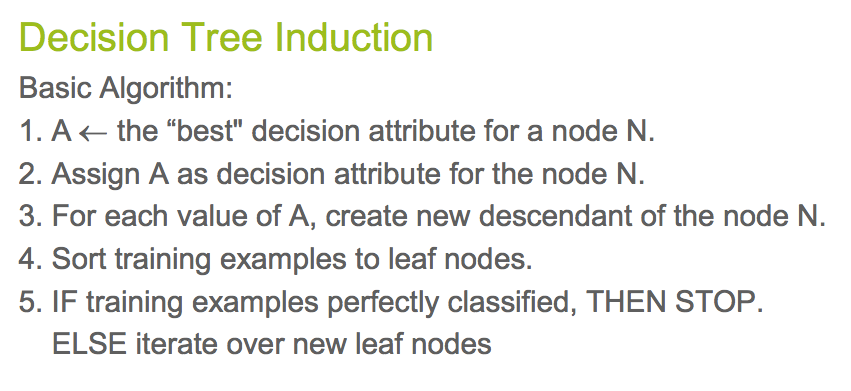 Decision Tree Induction
Basic Algorithm:
1. A ← the “best" decision attribute for a node N.
2. Assign A as decision attribute for the node N.
3. For each value of A, create new descendant of the node N.
4. Sort training examples to leaf nodes.
5. IF training examples perfectly classified, THEN STOP.
ELSE iterate over new leaf nodes